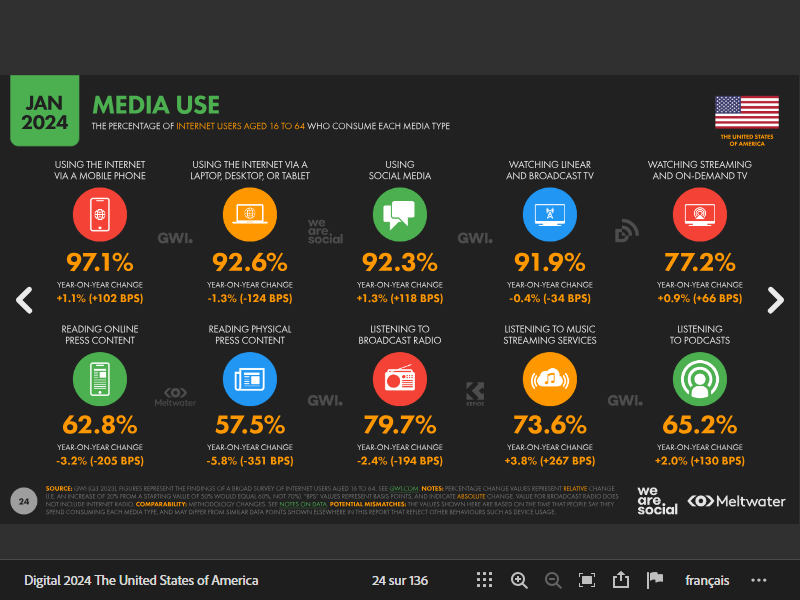 JAN
2024
MEDIA USE
THE PERCENTAGE OF INTERNET USERS AGED 16 TO 64 WHO CONSUME EACH MEDIA TYPE
THE UNITED STATES
OF AMERICA
USING THE INTERNET
VIA A MOBILE PHONE
97.1%
YEAR-ON-YEAR CHANGE
+1.1% (+102 BPS)
USING THE INTERNET VIA A
LAPTOP, DESKTOP, OR TABLET
92.6%
YEAR-ON-YEAR CHANGE
-1.3% (-124 BPS)
USING
SOCIAL MEDIA
92.3%
YEAR-ON-YEAR CHANGE
+1.3% (+118 BPS)
WATCHING LINEAR
AND BROADCAST TV
91.9%
YEAR-ON-YEAR CHANGE
-0.4% (-34 BPS)
WATCHING STREAMING
AND ON-DEMAND TV
77.2%
YEAR-ON-YEAR CHANGE
+0.9% (+66 BPS)
GWI.
we
are
social
GWI.
READING ONLINE
PRESS CONTENT
62.8%
YEAR-ON-YEAR CHANGE
-3.2% (-205 BPS)
READING PHYSICAL
PRESS CONTENT
57.5%
YEAR-ON-YEAR CHANGE
-5.8% (-351 BPS)
LISTENING TO
BROADCAST RADIO
79.7%
YEAR-ON-YEAR CHANGE
-2.4% (-194 BPS)
LISTENING TO MUSIC
STREAMING SERVICES
73.6%
YEAR-ON-YEAR CHANGE
+3.8% (+267 BPS)
LISTENING
TO PODCASTS
65.2%
YEAR-ON-YEAR CHANGE
+2.0% (+130 BPS)
Meltwater
GWI.
KEPIOS
GWI.
24
SOURCE: GWI (Q3 2023). FIGURES REPRESENT THE FINDINGS OF A BROAD SURVEY OF INTERNET USERS AGED 16 TO 64. SEE GWI.COM. NOTES: PERCENTAGE CHANGE VALUES REPRESENT RELATIVE CHANGE
(I.E. AN INCREASE OF 20% FROM A STARTING VALUE OF 50% WOULD EQUAL 60%, NOT 70%). "BPS" VALUES REPRESENT BASIS POINTS, AND INDICATE ABSOLUTE CHANGE. VALUE FOR BROADCAST RADIO DOES
NOT INCLUDE INTERNET RADIO. COMPARABILITY: METHODOLOGY CHANGES. SEE NOTES ON DATA. POTENTIAL MISMATCHES: THE VALUES SHOWN HERE ARE BASED ON THE TIME THAT PEOPLE SAY THEY
SPEND CONSUMING EACH MEDIA TYPE, AND MAY DIFFER FROM SIMILAR DATA POINTS SHOWN ELSEWHERE IN THIS REPORT THAT REFLECT OTHER BEHAVIOURS SUCH AS DEVICE USAGE.
we
are
social
Meltwater
Digital 2024 The United States of America
24 sur 136
français